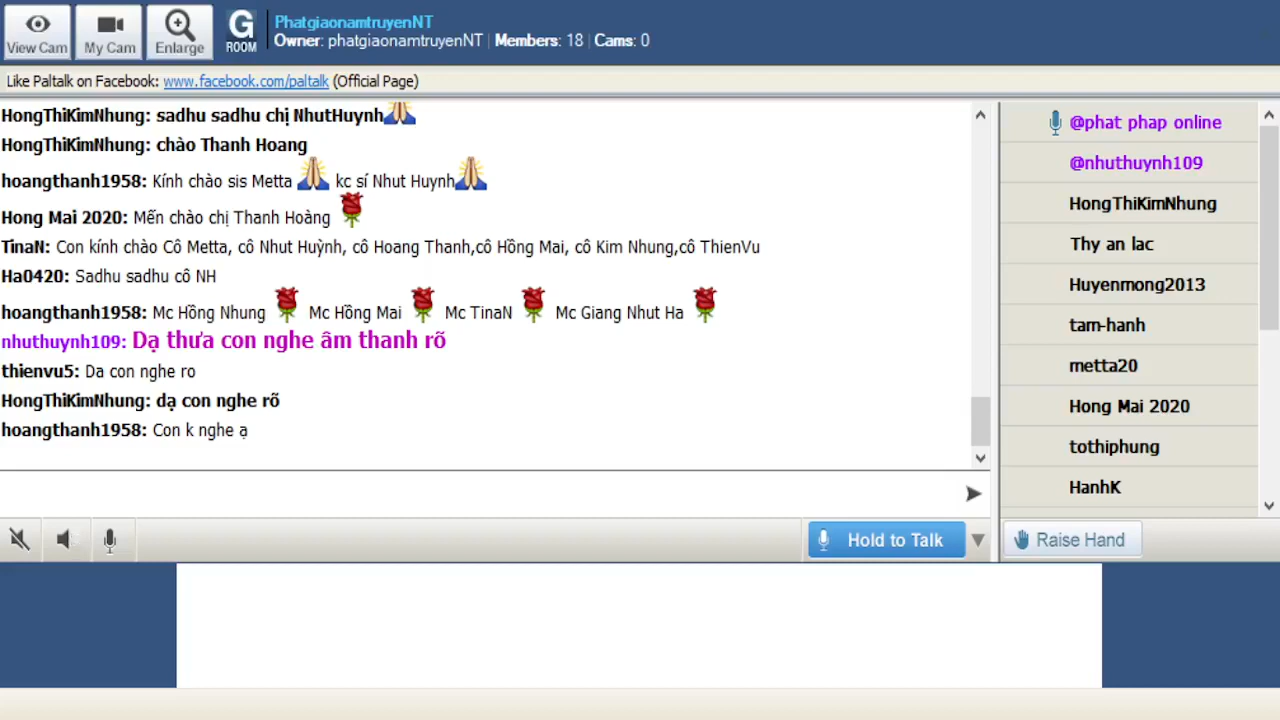 View Cam
My Cam
Enlarge
G
ROOM
PhatgiaonamtruyenNT
Owner: phatgiaonamtruyenNT | Members: 18 | Cams: 0
Like Paltalk on Facebook: www.facebook.com/paltalk (Official Page)
HongThiKimNhung: sadhu sadhu chị NhutHuynh
HongThiKimNhung: chào Thanh Hoang
hoangthanh1958: Kính chào sis Metta kc sí Nhut Huynh
Hong Mai 2020: Mến chào chị Thanh Hoàng
TinaN: Con kính chào Cô Metta, cô Nhut Huỳnh, cô Hoang Thanh,cô Hồng Mai, cô Kim Nhung,cô ThienVu
Ha0420: Sadhu sadhu cô NH
hoangthanh1958: Mc Hồng Nhung Mc Hồng Mai Mc TinaN Mc Giang Nhut Ha
nhuthuynh109: Dạ thưa con nghe âm thanh rõ
thienvu5: Da con nghe ro
HongThiKimNhung: dạ con nghe rõ
hoangthanh1958: Con k nghe ạ
@phat phap online
@nhuthuynh109
HongThiKimNhung
Thy an lac
Huyenmong2013
tam-hanh
metta20
Hong Mai 2020
tothiphung
HanhK
Hold to Talk
Raise Hand